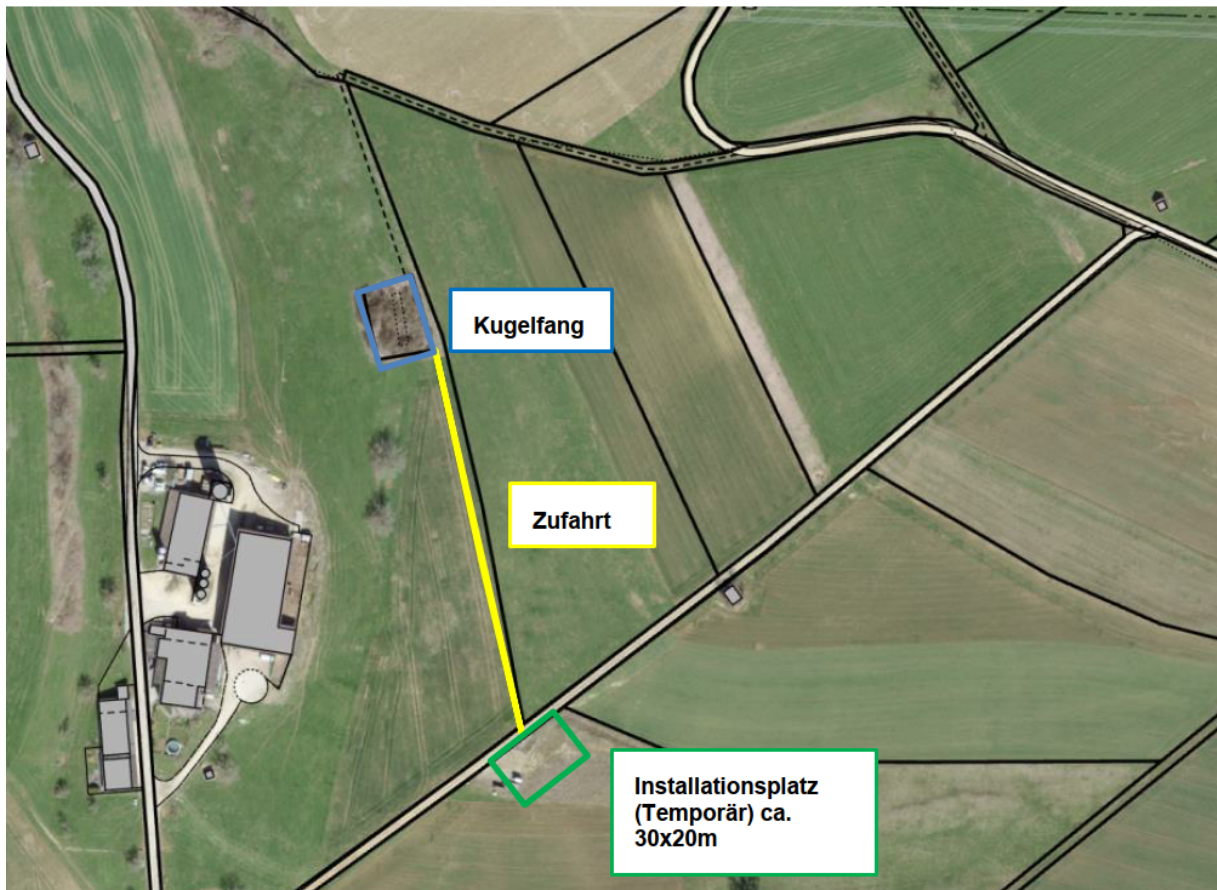 Kugelfang
Zufahrt
Installationsplatz
(Temporär) ca.
30x20m